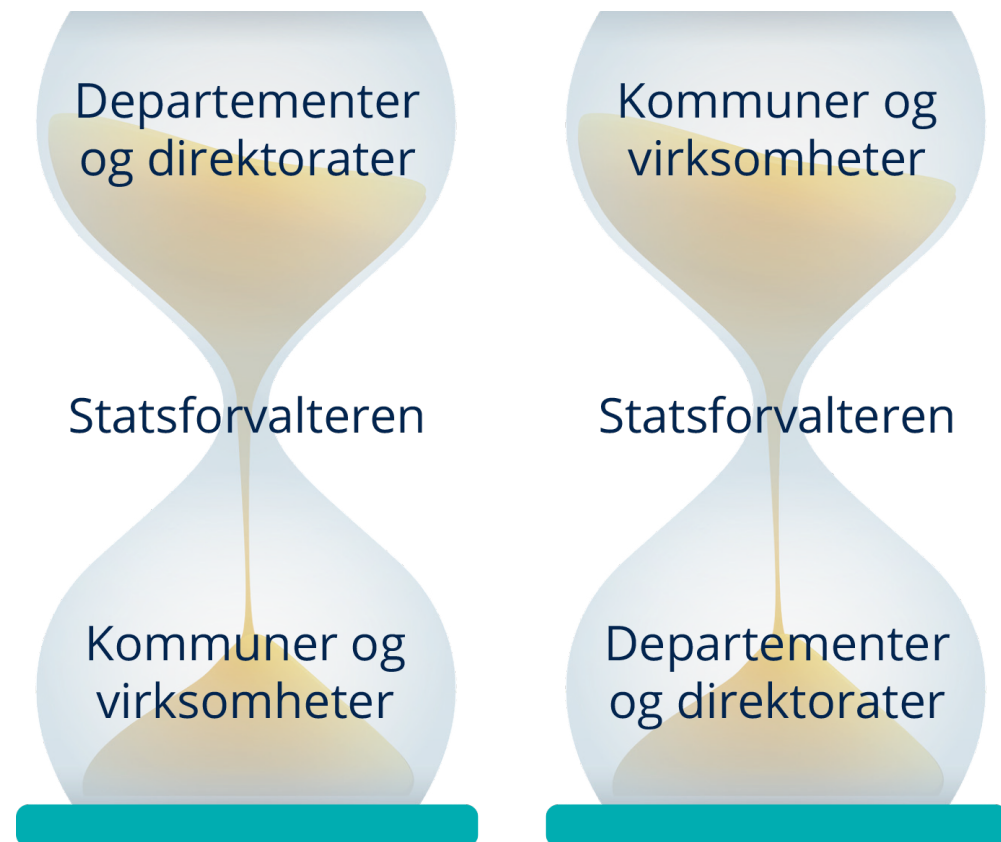 Departementer
og direktorater
Statsforvalteren
Kommuner og
virksomheter
Kommuner og
virksomheter
Statsforvalteren
Departementer
og direktorater